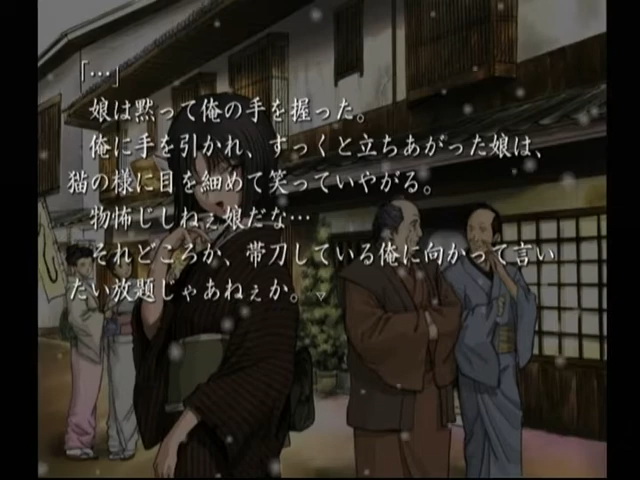 「…」
娘は黙って俺の手を握った。
俺に手を引かれ、すっくと立ちあがった娘は、
猫の様に目を細めて笑っていやがる。
物怖じしねぇ娘だな…
それどころか、帯刀している俺に向かって言い
たい放題じゃあねぇか。